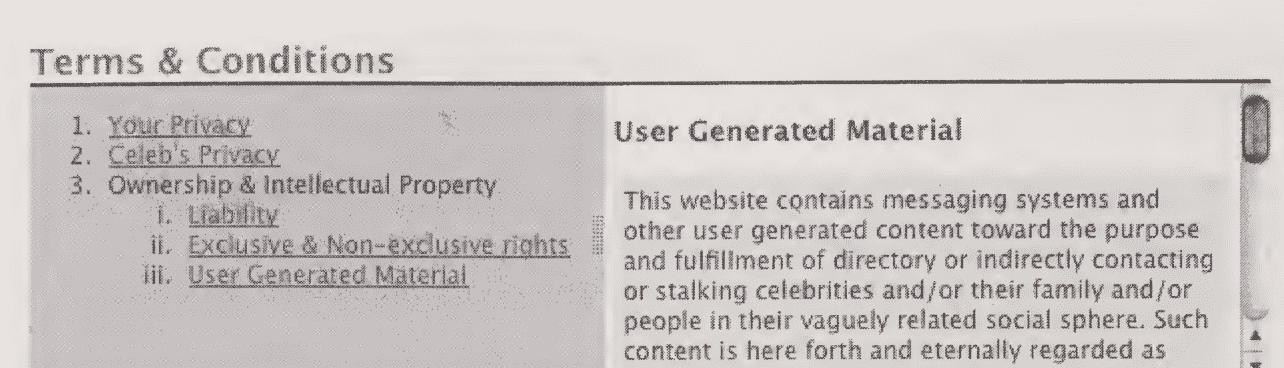 Terms & Conditions
1. Your Privacy
2. Celeb's Privacy
3. Ownership & Intellectual Property
i. Liability
ii. Exclusive & Non-exclusive rights
iii. User Generated Material
User Generated Material
This website contains messaging systems and
other user generated content toward the purpose
and fulfillment of directory or indirectly contacting
or stalking celebrities and/or their family and/or
people in their vaguely related social sphere. Such
content is here forth and eternally regarded as